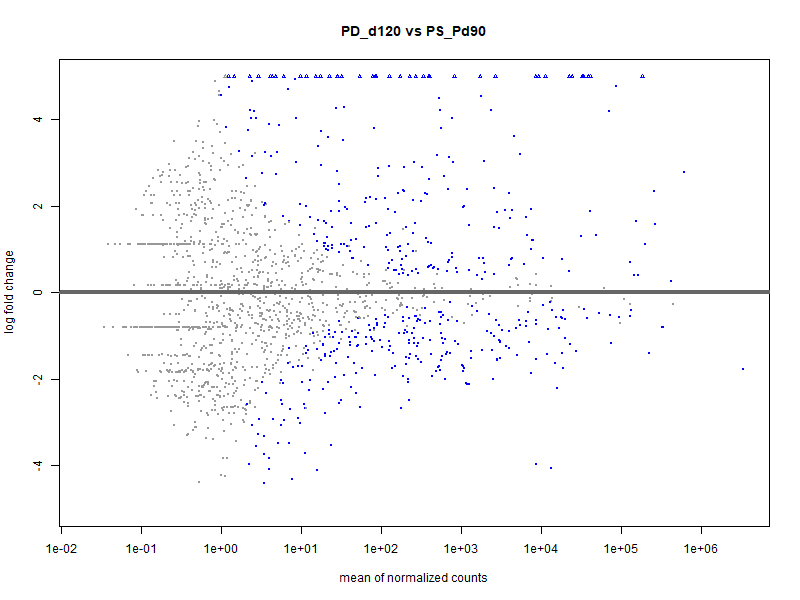 PD_d120 vs PS_Pd90
log fold change
4
2
0
-2
-4
1e-02 1e-01 1e+00 1e+01 1e+02 1e+03 1e+04 1e+05 1e+06
mean of normalized counts